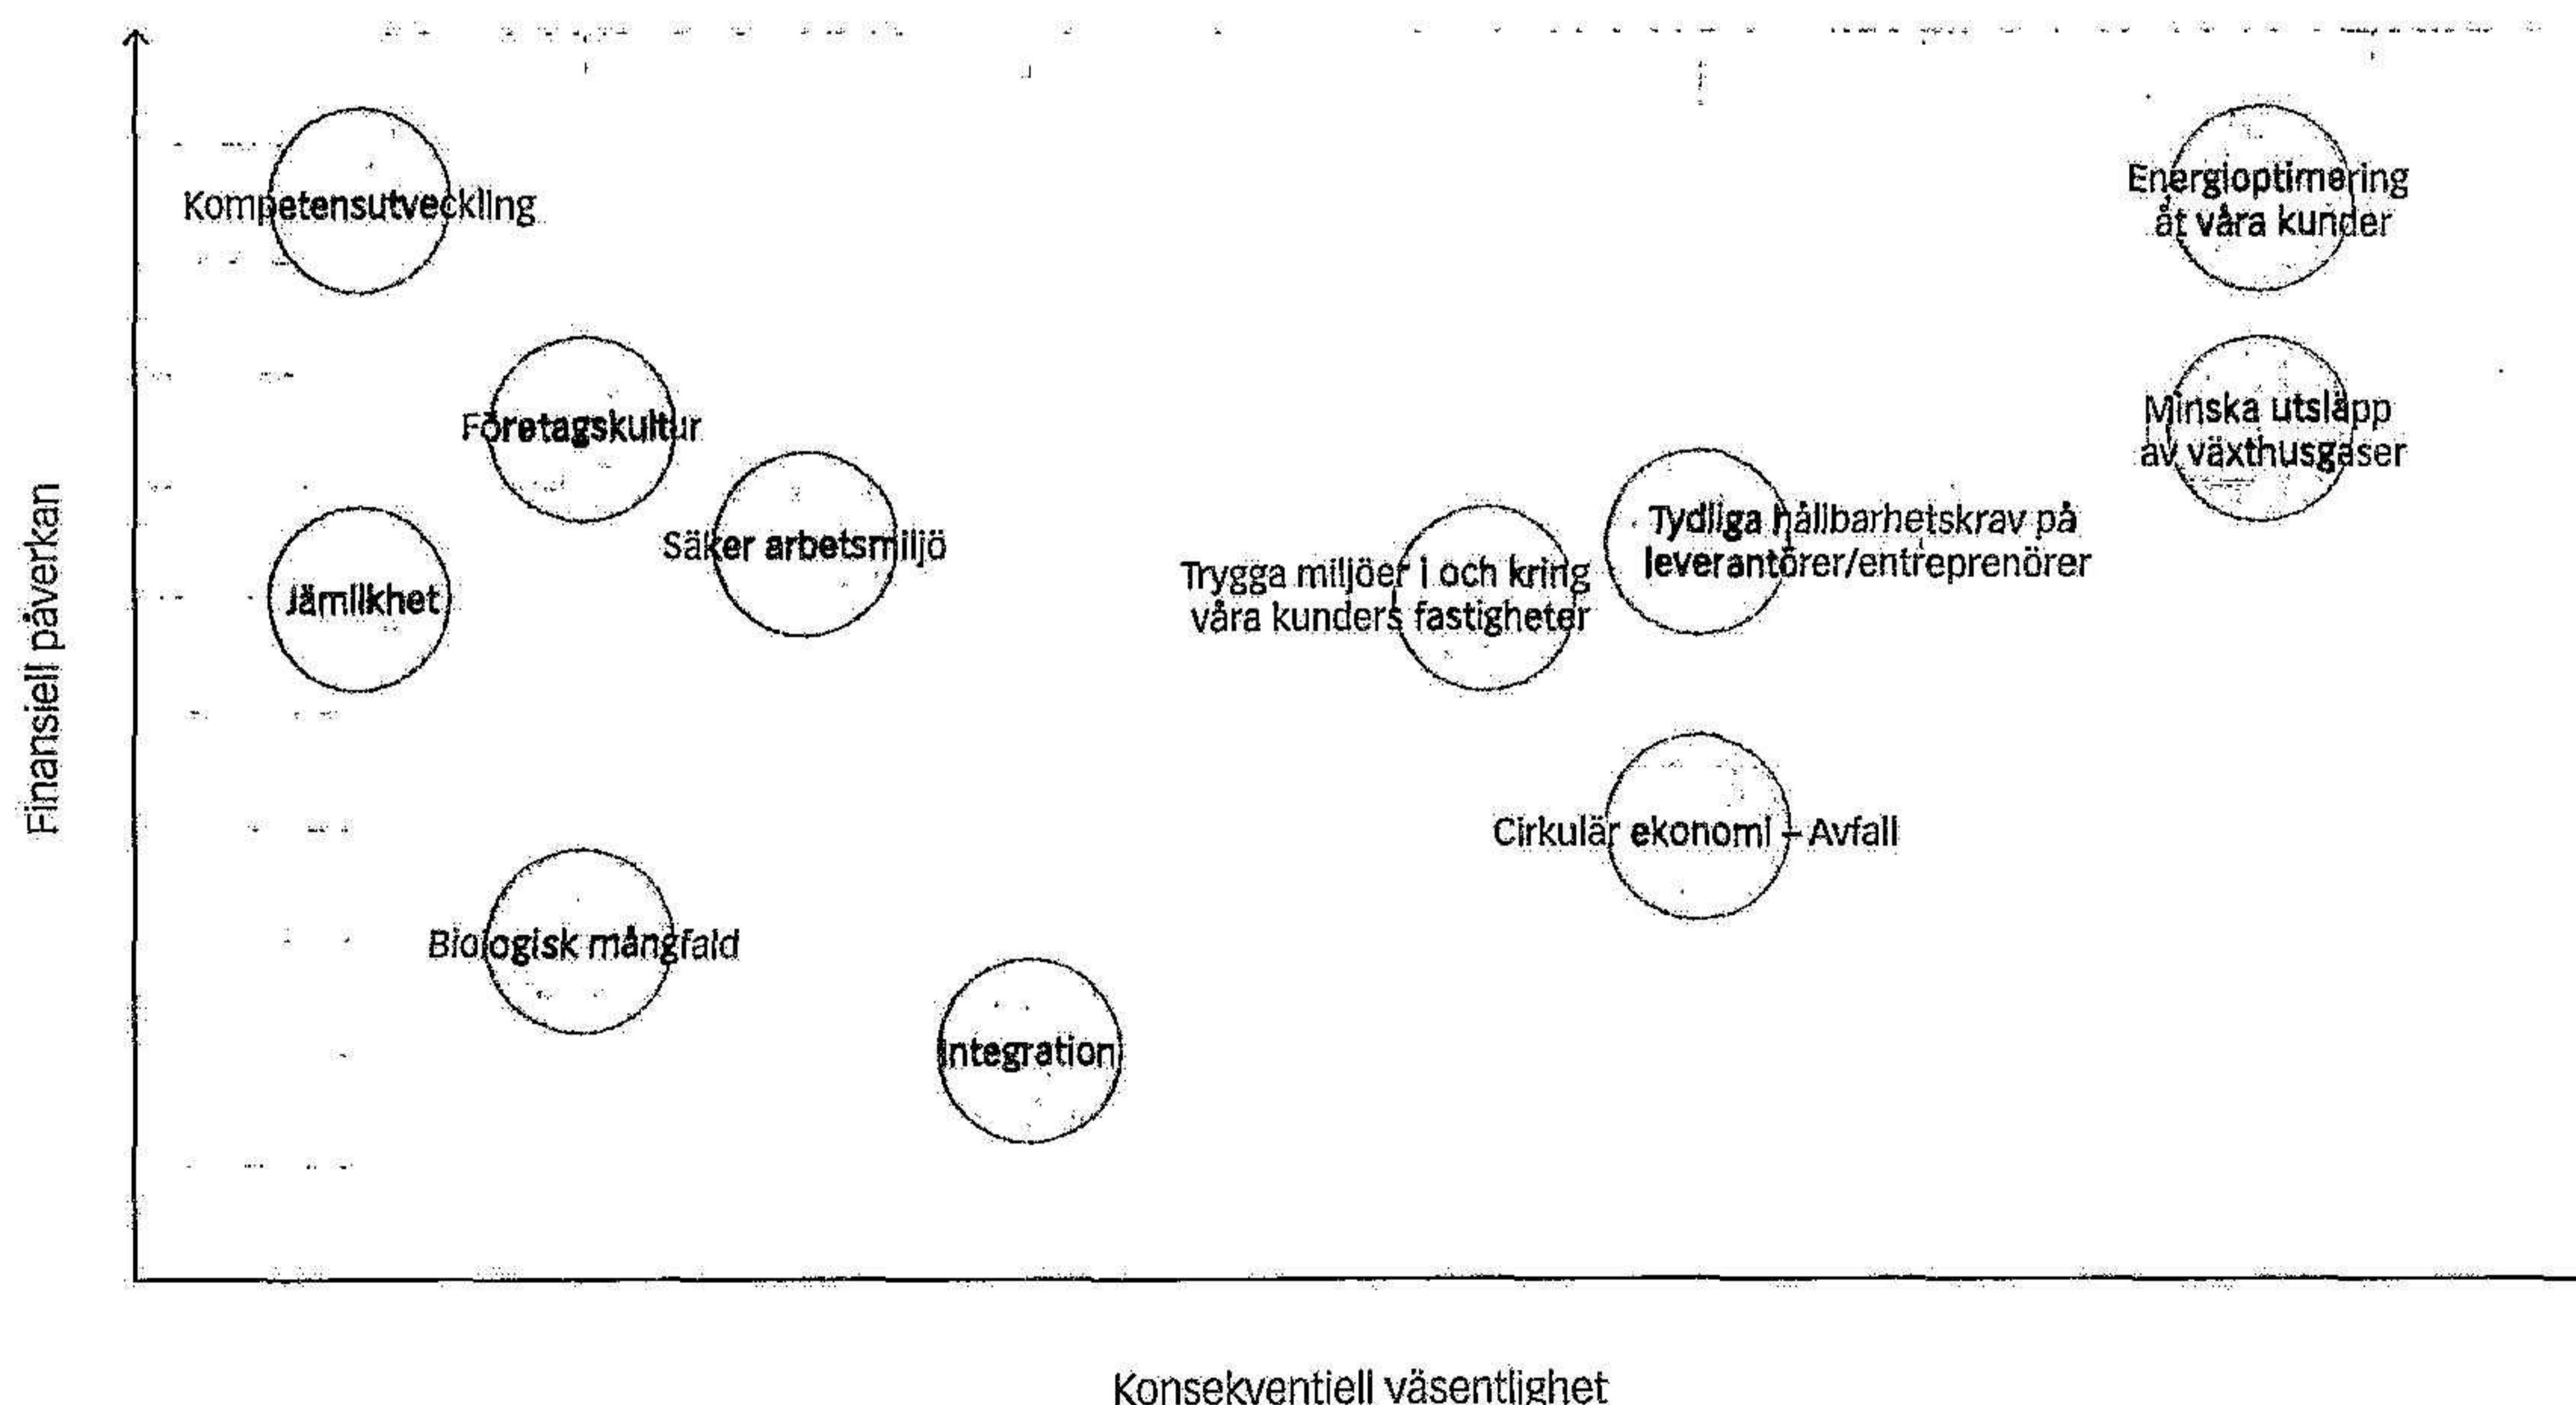 Finansiell påverkan
Kompetensutveckling
Energioptimering
åt våra kunder
Företagskultur
Minska utsläpp
av växthusgaser
Säker arbetsmiljö
Tydliga hållbarhetskrav på
leverantörer/entreprenörer
Trygga miljöer i och kring
våra kunders fastigheter
Jämlikhet
Cirkulär ekonomi – Avfall
Biologisk mångfald
Integration
Konsekventiell väsentlighet